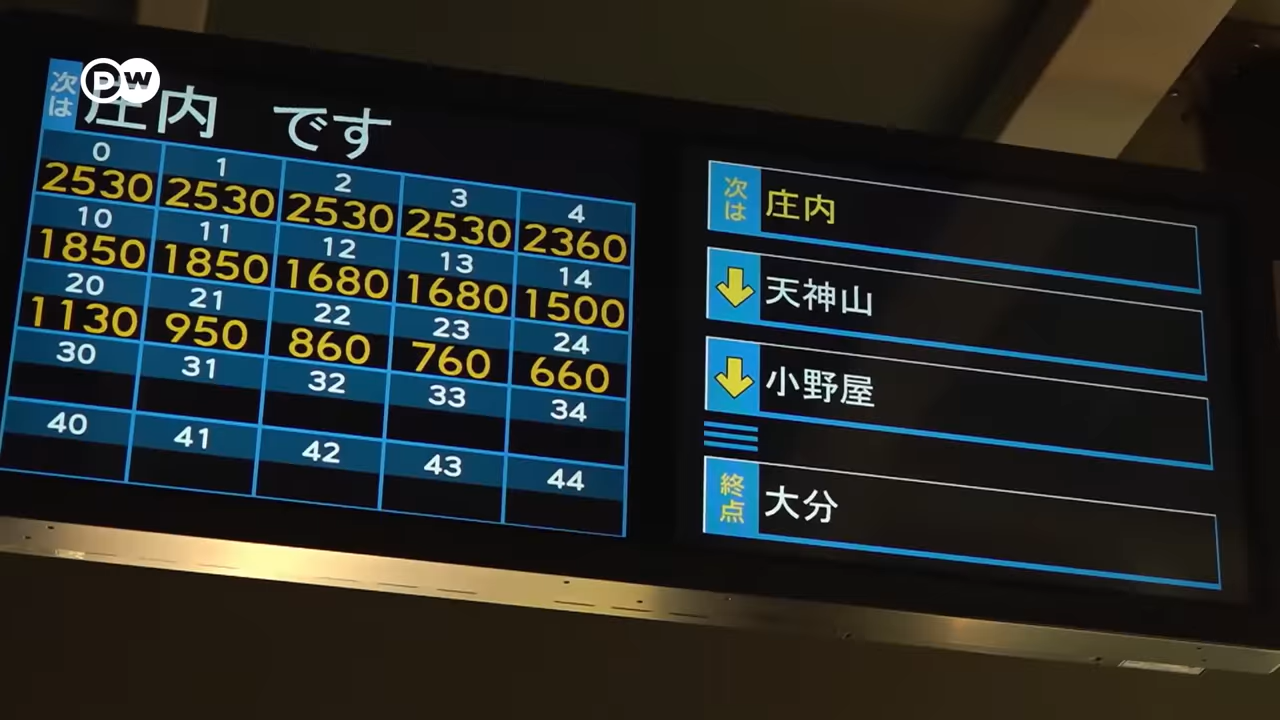 DW
次は 庄内 です
0 1 2 3 4
2530 2530 2530 2530 2360
10 11 12 13 14
1850 1850 1680 1680 1500
20 21 22 23 24
1130 950 860 760 660
30 31 32 33 34
40 41 42 43 44
次は 庄内
天神山
小野屋
終点 大分